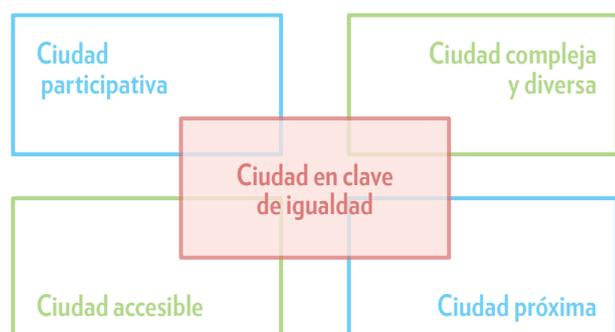 Ciudad
participativa
Ciudad compleja
y diversa
Ciudad en clave
de igualdad
Ciudad accesible
Ciudad próxima